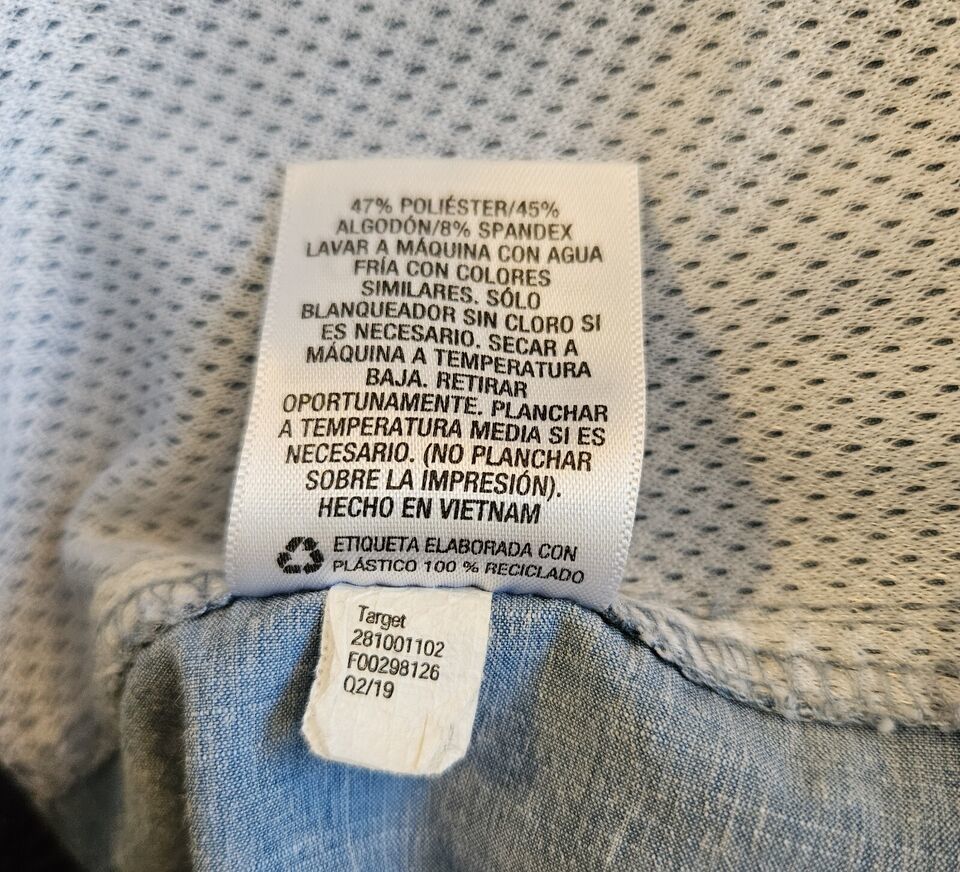 47% POLIÉSTER/45%
ALGODÓN/8% SPANDEX
LAVAR A MÁQUINA CON AGUA
FRÍA CON COLORES
SIMILARES. SÓLO
BLANQUEADOR SIN CLORO SI
ES NECESARIO. SECAR A
MÁQUINA A TEMPERATURA
BAJA. RETIRAR
OPORTUNAMENTE. PLANCHAR
A TEMPERATURA MEDIA SI ES
NECESARIO. (NO PLANCHAR
SOBRE LA IMPRESIÓN).
HECHO EN VIETNAM
ETIQUETA ELABORADA CON
PLÁSTICO 100 % RECICLADO
Target
281001102
F00298126
Q2/19